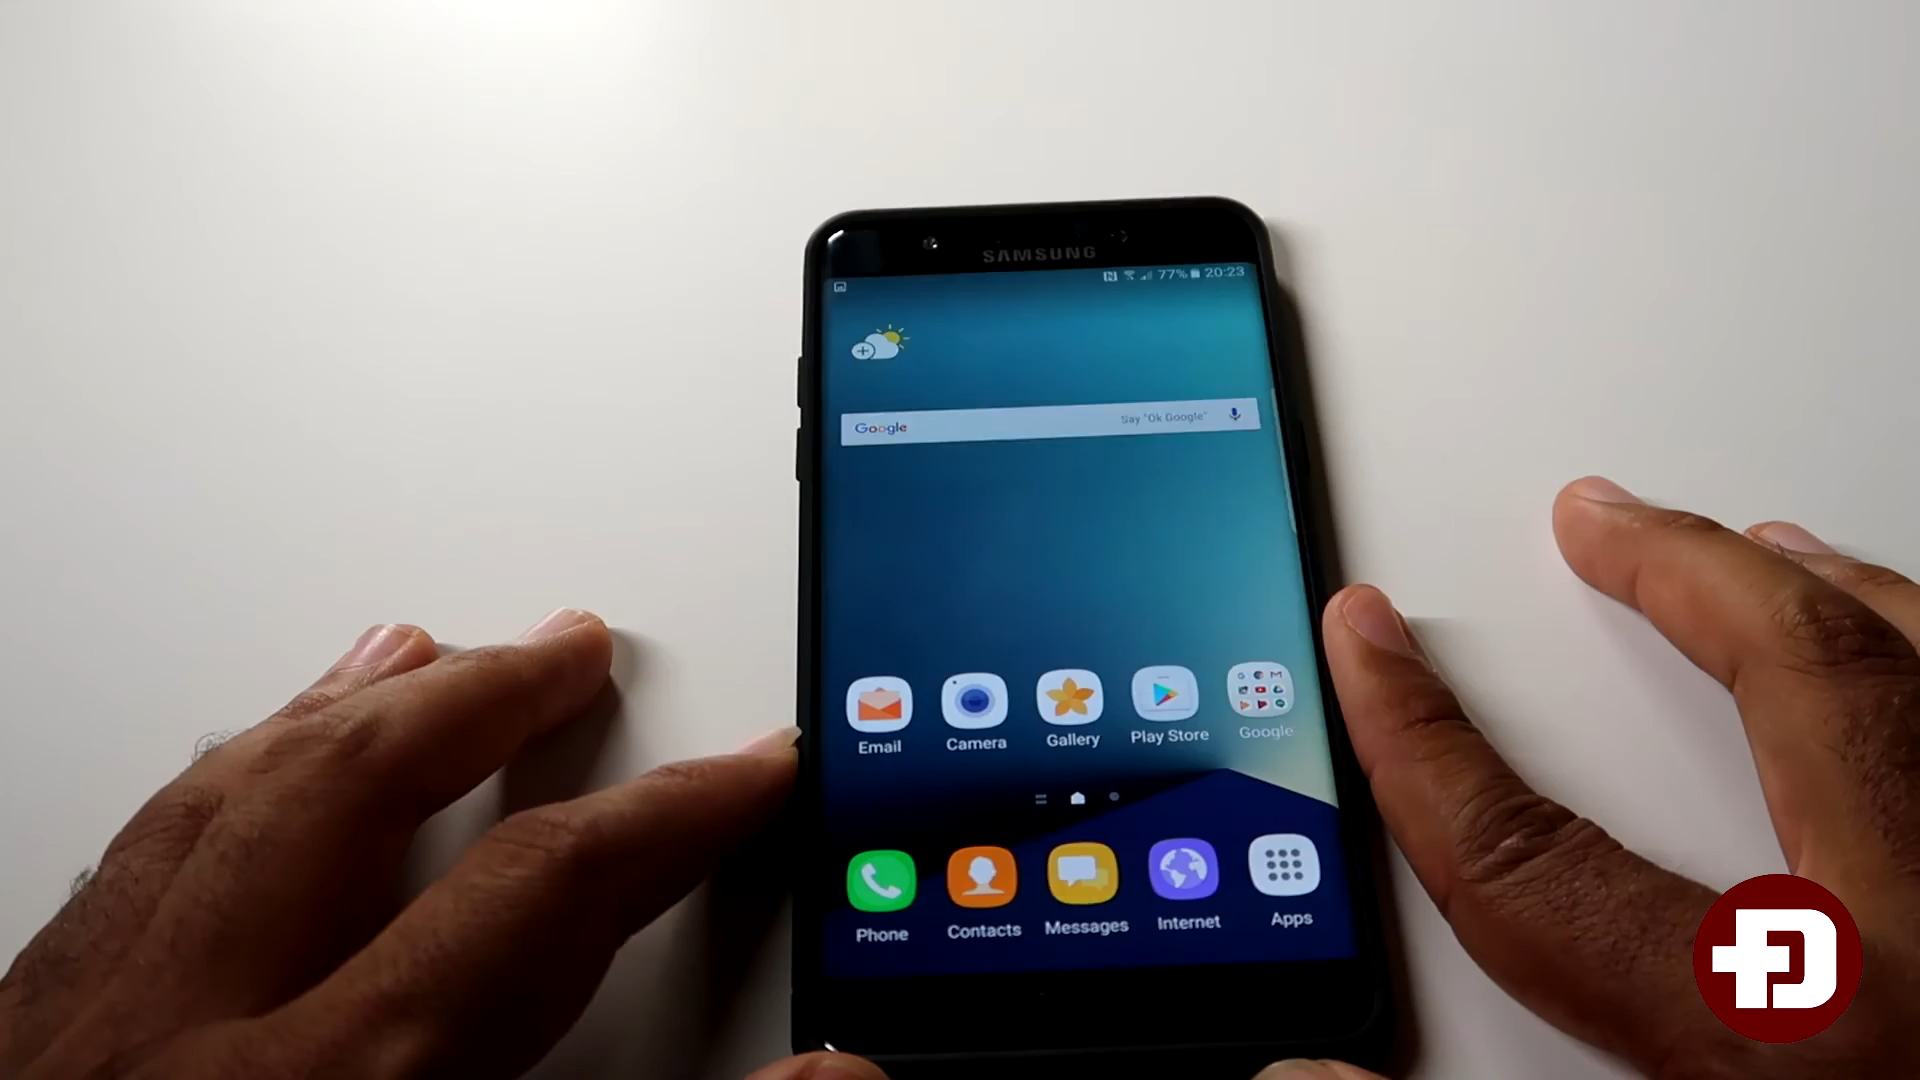 SAMSUNG
77% 20:23
Google Say "Ok Google"
Email Camera Gallery Play Store Google
Phone Contacts Messages Internet Apps
D